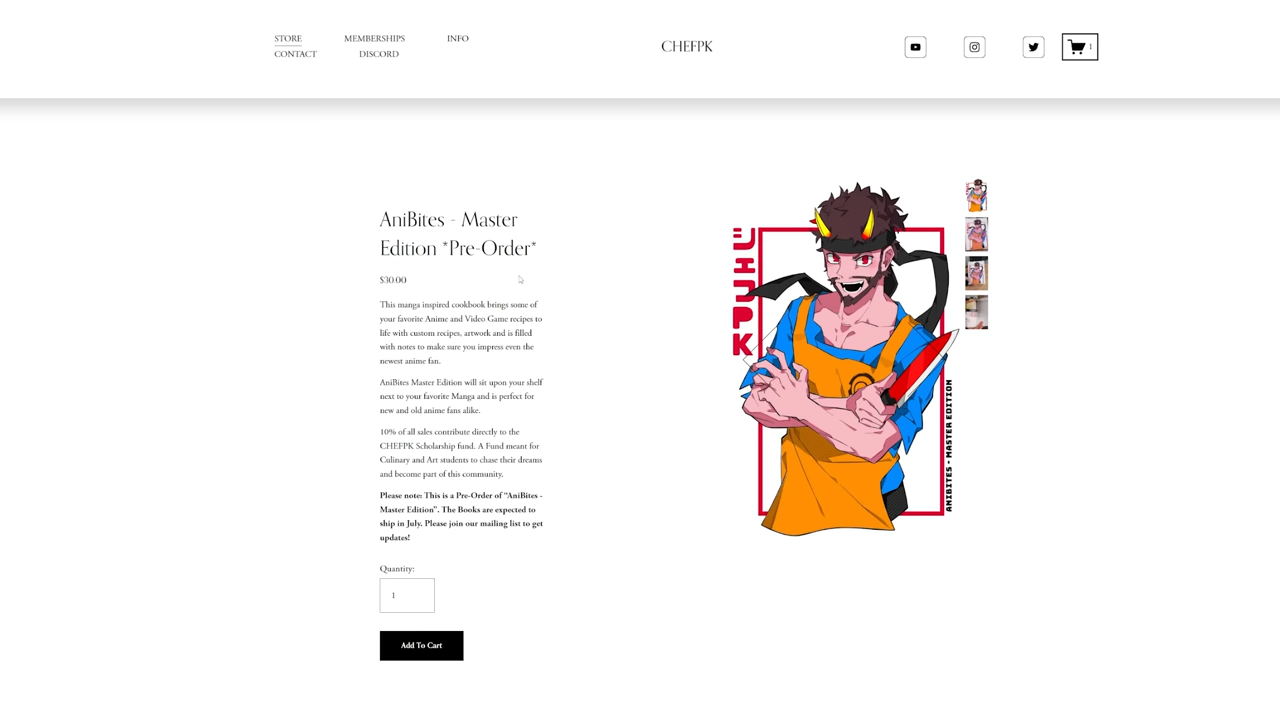 STORE
MEMBERSHIPS
INFO
CONTACT
DISCORD
CHEFPK
1
AniBites - Master
Edition *Pre-Order*
$30.00
This manga inspired cookbook brings some of
your favorite Anime and Video Game recipes to
life with custom recipes, artwork and is filled
with notes to make sure you impress even the
newest anime fan.
AniBites Master Edition will sit upon your shelf
next to your favorite Manga and is perfect for
new and old anime fans alike.
10% of all sales contribute directly to the
CHEFPK Scholarship fund. A Fund meant for
Culinary and Art students to chase their dreams
and become part of this community.
Please note: This is a Pre-Order of "AniBites -
Master Edition". The Books are expected to
ship in July. Please join our mailing list to get
updates!
Quantity:
1
Add To Cart
ジェフPK
ANIBITES - MASTER EDITION